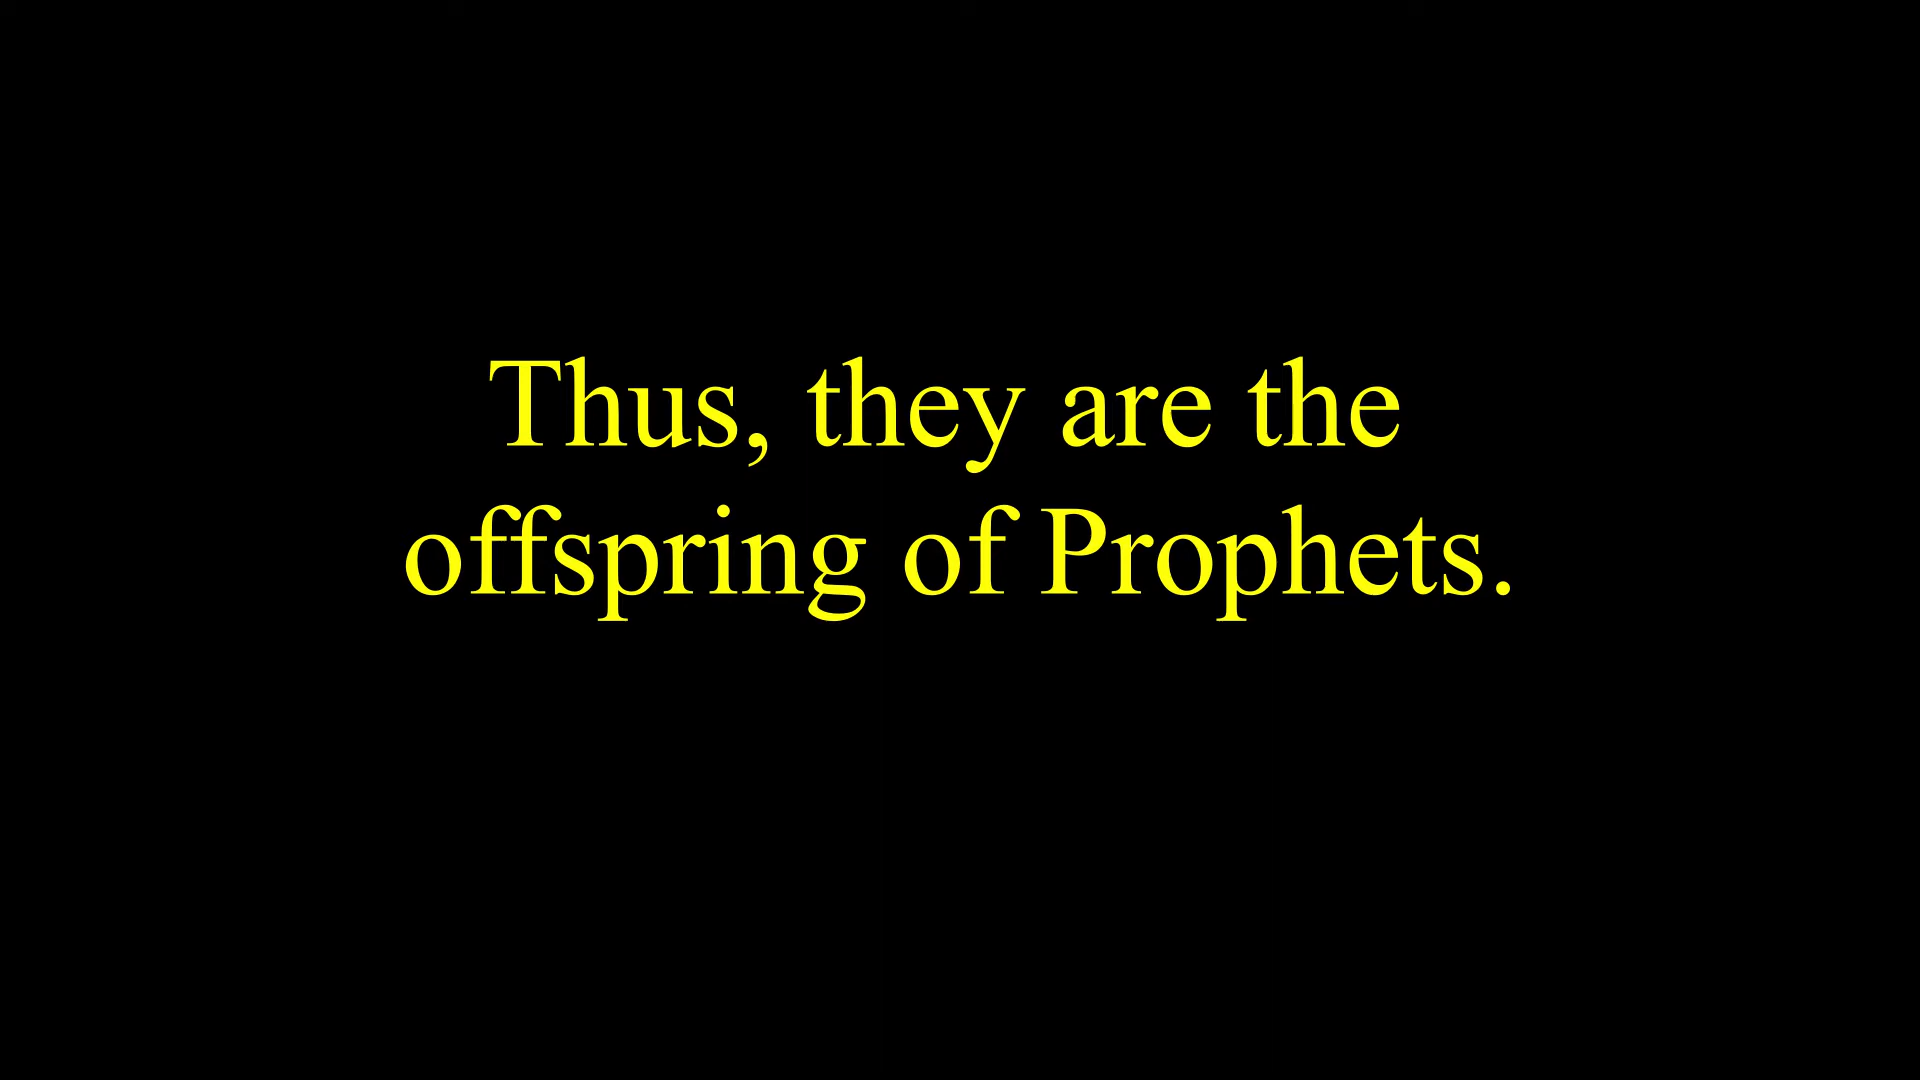 Thus, they are the
offspring of Prophets.